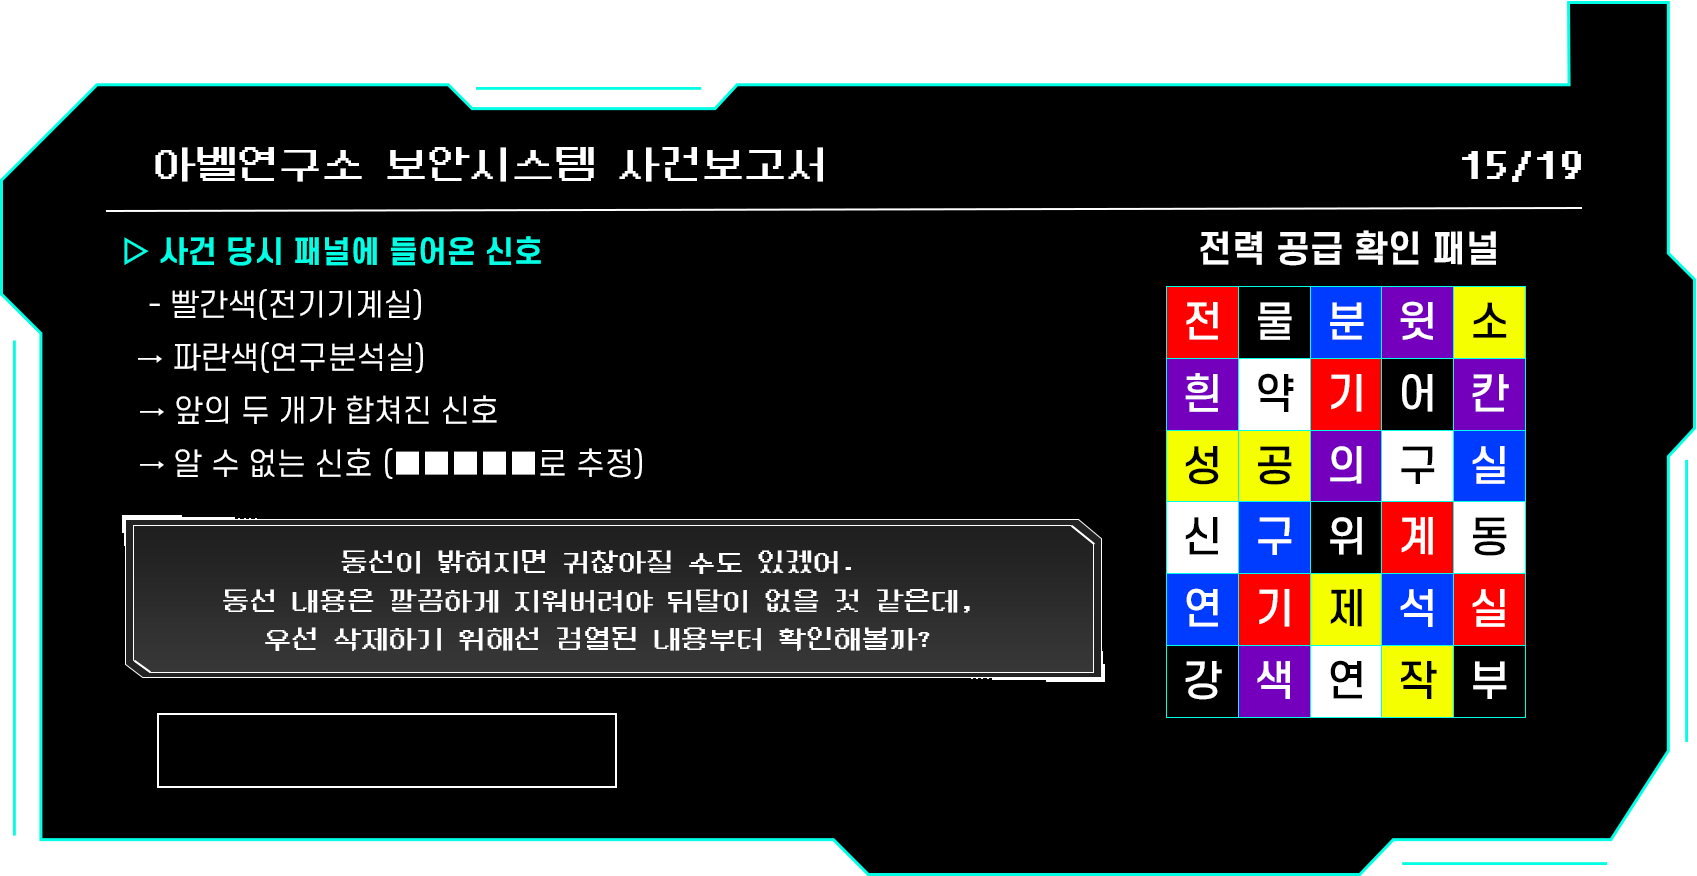 아벨연구소 보안시스템 사건보고서
15/19
▷ 사건 당시 패널에 들어온 신호
- 빨간색(전기기계실)
→ 파란색(연구분석실)
→ 앞의 두 개가 합쳐진 신호
→ 알 수 없는 신호 (■■■■■로 추정)
동선이 밝혀지면 귀찮아질 수도 있겠어.
동선 내용은 깔끔하게 지워버려야 뒤탈이 없을 것 같은데,
우선 삭제하기 위해선 검열된 내용부터 확인해볼까?
전력 공급 확인 패널
전 물 분 윗 소
흰 약 기 어 칸
성 공 의 구 실
신 구 위 계 동
연 기 제 석 실
강 색 연 작 부